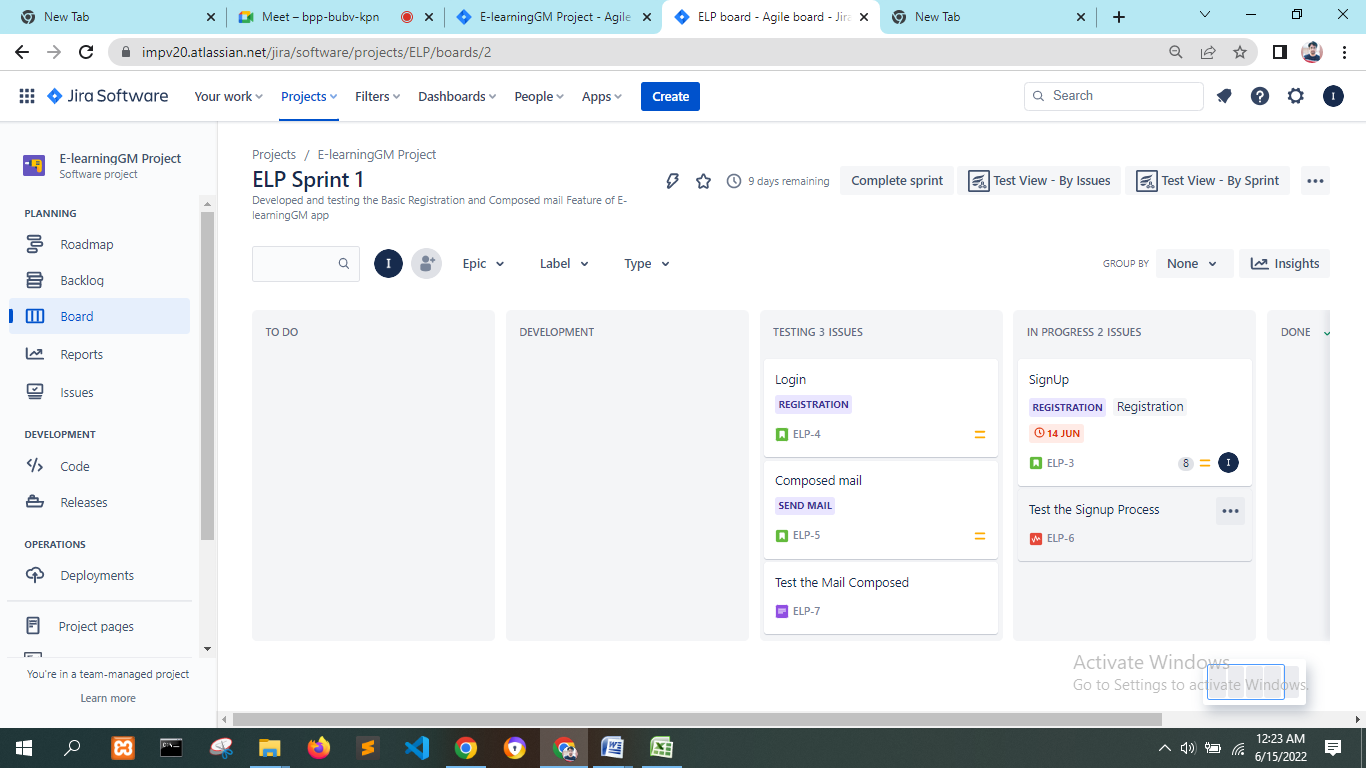 New Tab
Meet – bpp-bubv-kpn
E-learningGM Project - Agile
ELP board - Agile board - Jira
New Tab
impv20.atlassian.net/jira/software/projects/ELP/boards/2
Jira Software
Your work
Projects
Filters
Dashboards
People
Apps
Create
Search
I
E-learningGM Project
Software project
PLANNING
Roadmap
Backlog
Board
Reports
Issues
DEVELOPMENT
Code
Releases
OPERATIONS
Deployments
Project pages
You're in a team-managed project
Learn more
Projects / E-learningGM Project
ELP Sprint 1
Developed and testing the Basic Registration and Composed mail Feature of E-
learningGM app
9 days remaining
Complete sprint
Test View - By Issues
Test View - By Sprint
I
Epic
Label
Type
GROUP BY
None
Insights
TO DO
DEVELOPMENT
TESTING 3 ISSUES
Login
REGISTRATION
ELP-4
Composed mail
SEND MAIL
ELP-5
Test the Mail Composed
ELP-7
IN PROGRESS 2 ISSUES
SignUp
REGISTRATION Registration
14 JUN
ELP-3
8
I
Test the Signup Process
ELP-6
DONE
Activate Windows
Go to Settings to activate Windows.
12:23 AM
6/15/2022